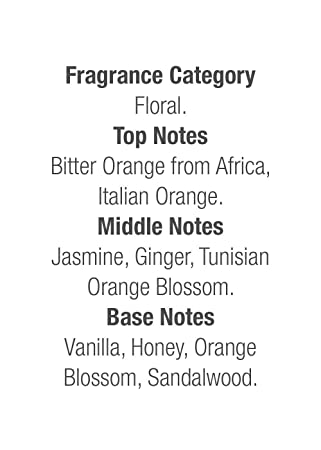 Fragrance Category
Floral.
Top Notes
Bitter Orange from Africa,
Italian Orange.
Middle Notes
Jasmine, Ginger, Tunisian
Orange Blossom.
Base Notes
Vanilla, Honey, Orange
Blossom, Sandalwood.